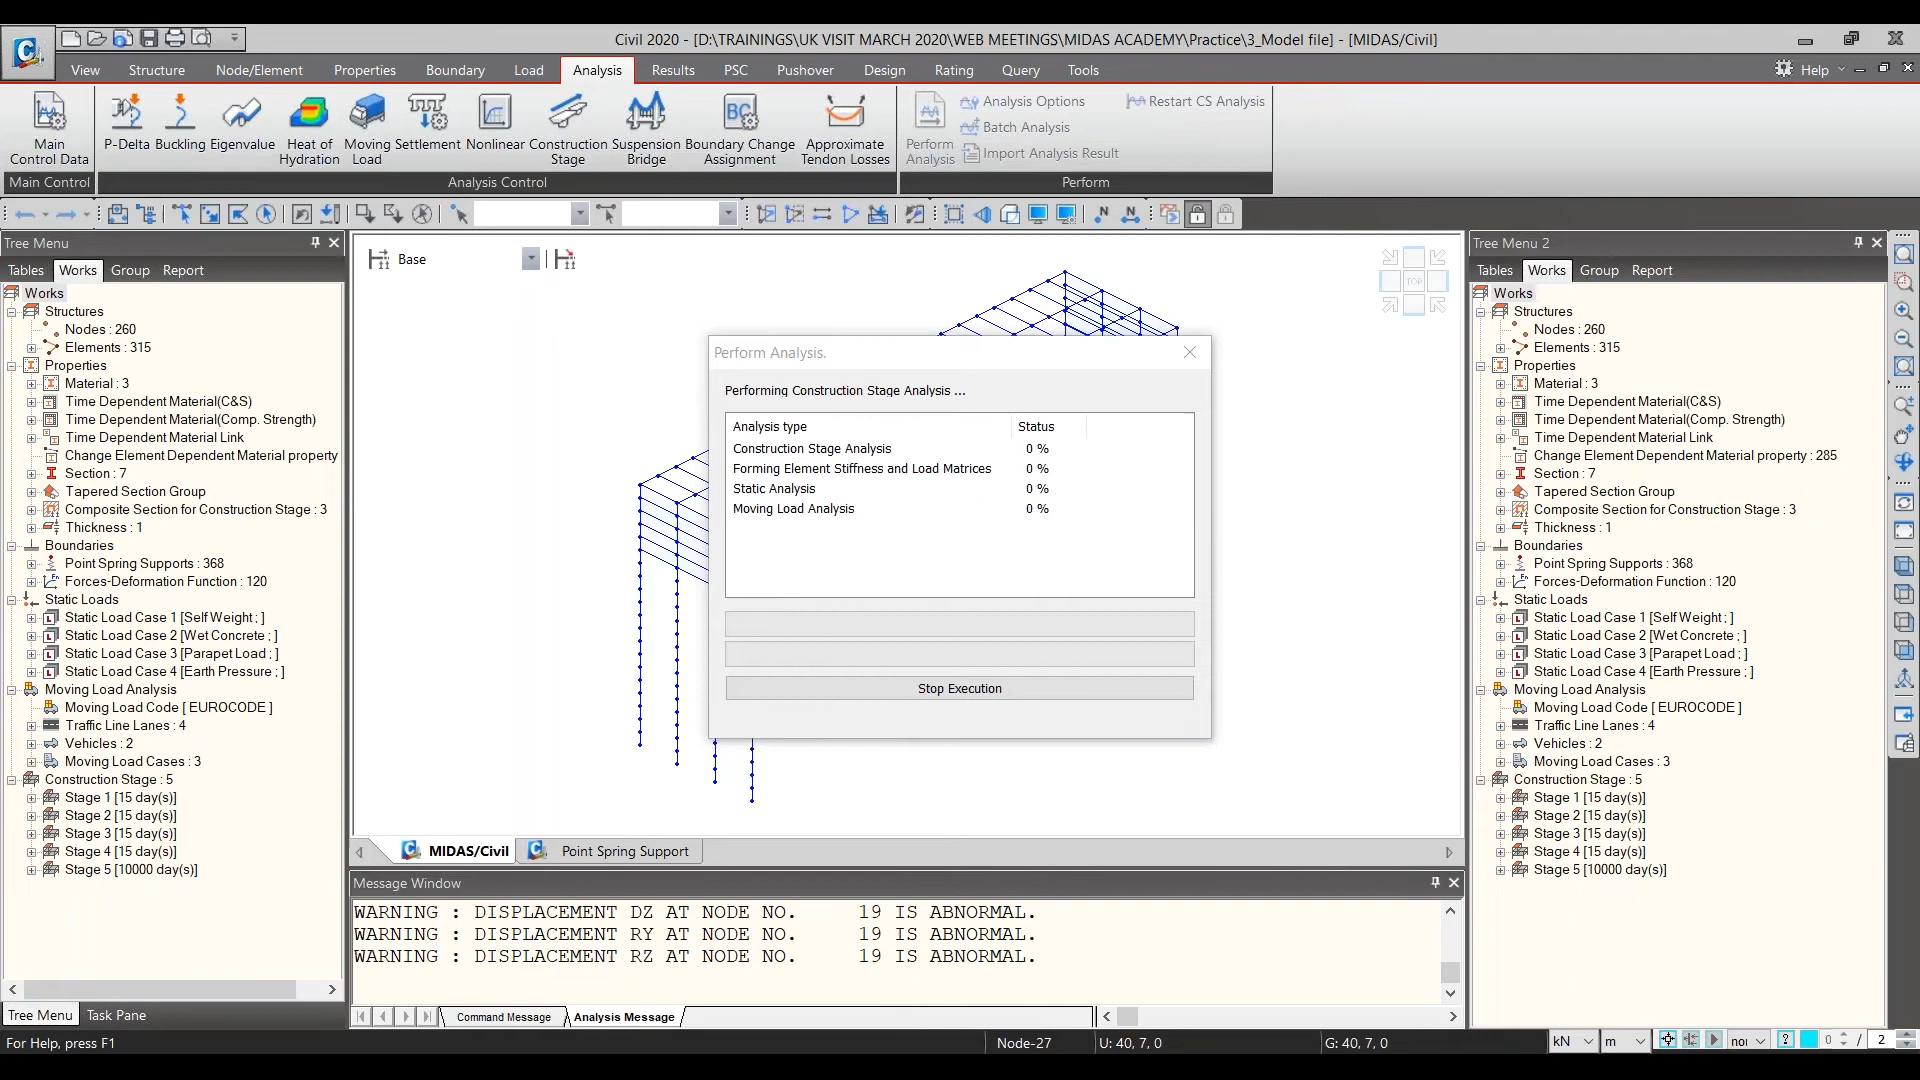 Civil 2020 - [D:\TRAININGS\UK VISIT MARCH 2020\WEB MEETINGS\MIDAS ACADEMY\Practice\3_Model file] - [MIDAS/Civil]
View Structure Node/Element Properties Boundary Load Analysis Results PSC Pushover Design Rating Query Tools Help
Main Control Data
P-Delta
Buckling
Eigenvalue
Heat of Hydration
Moving Load
Settlement
Nonlinear
Construction Stage
Suspension Bridge
Boundary Change Assignment
Approximate Tendon Losses
Perform Analysis
Analysis Options
Batch Analysis
Import Analysis Result
Restart CS Analysis
Main Control Analysis Control Perform
Tree Menu
Tables Works Group Report
Works
Structures
Nodes : 260
Elements : 315
Properties
Material : 3
Time Dependent Material(C&S)
Time Dependent Material(Comp. Strength)
Time Dependent Material Link
Change Element Dependent Material property
Section : 7
Tapered Section Group
Composite Section for Construction Stage : 3
Thickness : 1
Boundaries
Point Spring Supports : 368
Forces-Deformation Function : 120
Static Loads
Static Load Case 1 [Self Weight ; ]
Static Load Case 2 [Wet Concrete ; ]
Static Load Case 3 [Parapet Load ; ]
Static Load Case 4 [Earth Pressure ; ]
Moving Load Analysis
Moving Load Code [ EUROCODE ]
Traffic Line Lanes : 4
Vehicles : 2
Moving Load Cases : 3
Construction Stage : 5
Stage 1 [15 day(s)]
Stage 2 [15 day(s)]
Stage 3 [15 day(s)]
Stage 4 [15 day(s)]
Stage 5 [10000 day(s)]
Tree Menu Task Pane
Base
TOP
Perform Analysis.
Performing Construction Stage Analysis ...
Analysis type Status
Construction Stage Analysis 0 %
Forming Element Stiffness and Load Matrices 0 %
Static Analysis 0 %
Moving Load Analysis 0 %
Stop Execution
MIDAS/Civil Point Spring Support
Message Window
WARNING : DISPLACEMENT DZ AT NODE NO. 19 IS ABNORMAL.
WARNING : DISPLACEMENT RY AT NODE NO. 19 IS ABNORMAL.
WARNING : DISPLACEMENT RZ AT NODE NO. 19 IS ABNORMAL.
Command Message Analysis Message
Tree Menu 2
Tables Works Group Report
Works
Structures
Nodes : 260
Elements : 315
Properties
Material : 3
Time Dependent Material(C&S)
Time Dependent Material(Comp. Strength)
Time Dependent Material Link
Change Element Dependent Material property : 285
Section : 7
Tapered Section Group
Composite Section for Construction Stage : 3
Thickness : 1
Boundaries
Point Spring Supports : 368
Forces-Deformation Function : 120
Static Loads
Static Load Case 1 [Self Weight ; ]
Static Load Case 2 [Wet Concrete ; ]
Static Load Case 3 [Parapet Load ; ]
Static Load Case 4 [Earth Pressure ; ]
Moving Load Analysis
Moving Load Code [ EUROCODE ]
Traffic Line Lanes : 4
Vehicles : 2
Moving Load Cases : 3
Construction Stage : 5
Stage 1 [15 day(s)]
Stage 2 [15 day(s)]
Stage 3 [15 day(s)]
Stage 4 [15 day(s)]
Stage 5 [10000 day(s)]
For Help, press F1 Node-27 U: 40, 7, 0 G: 40, 7, 0 kN m nor 0 / 2